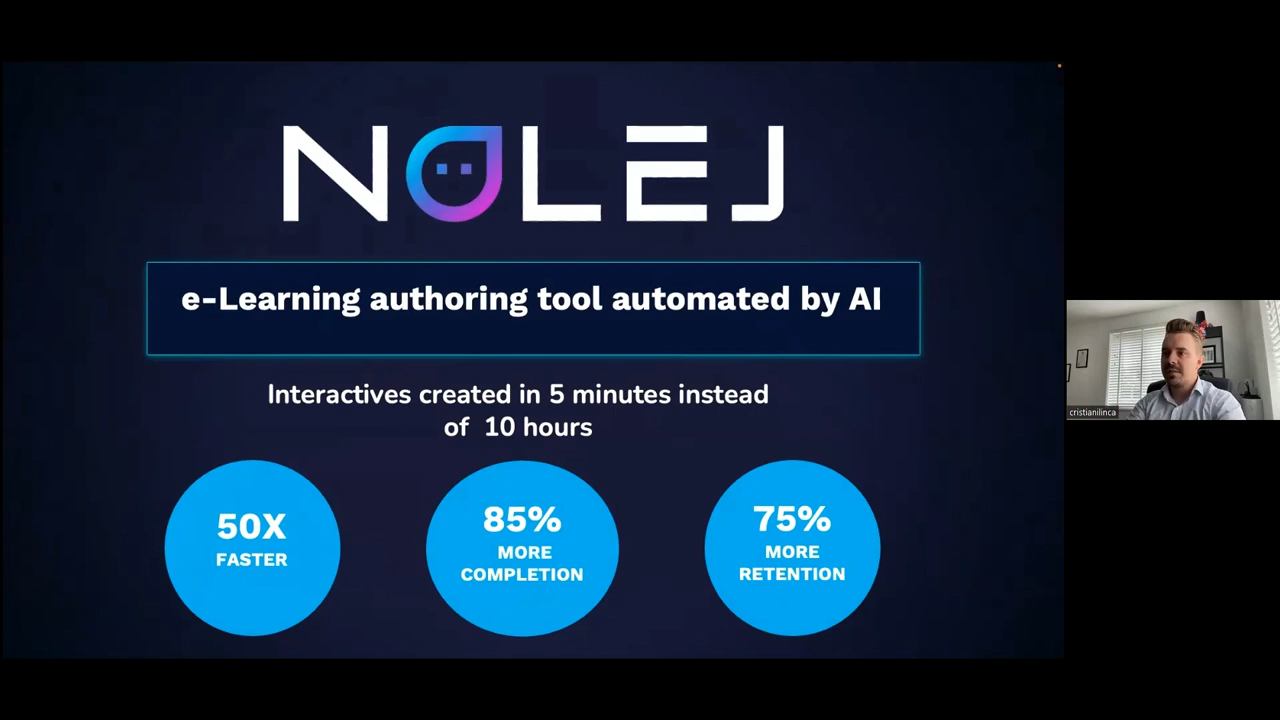 NOLEJ
e-Learning authoring tool automated by AI
Interactives created in 5 minutes instead
of 10 hours
50X
FASTER
85%
MORE
COMPLETION
75%
MORE
RETENTION
cristianilinca